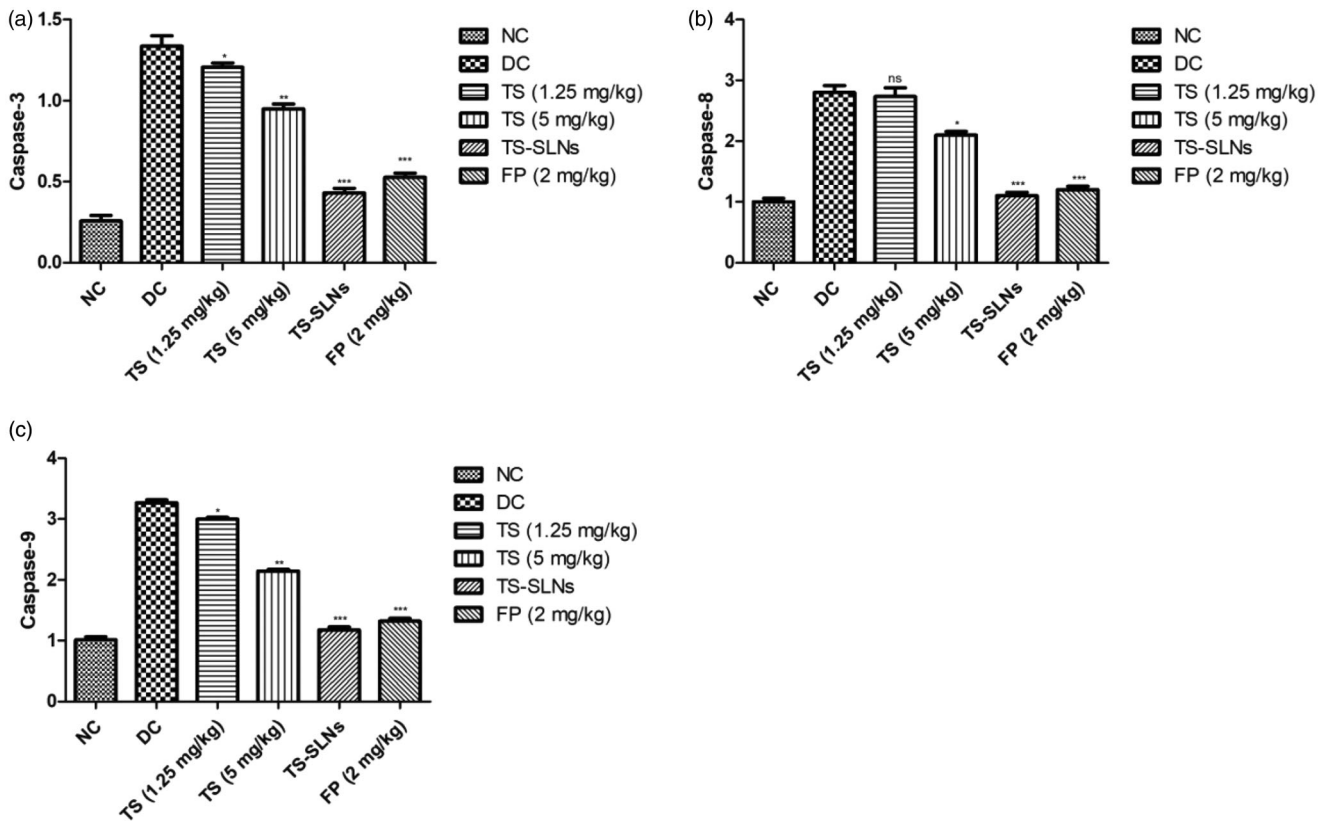 (a)
Caspase-3
1.5
1.0
0.5
0.0
*
**
***
***
NC
DC
TS (1.25 mg/kg)
TS (5 mg/kg)
TS-SLNs
FP (2 mg/kg)
NC
DC
TS (1.25 mg/kg)
TS (5 mg/kg)
TS-SLNs
FP (2 mg/kg)
(b)
Caspase-8
4
3
2
1
0
ns
*
***
***
NC
DC
TS (1.25 mg/kg)
TS (5 mg/kg)
TS-SLNs
FP (2 mg/kg)
NC
DC
TS (1.25 mg/kg)
TS (5 mg/kg)
TS-SLNs
FP (2 mg/kg)
(c)
Caspase-9
4
3
2
1
0
*
**
***
***
NC
DC
TS (1.25 mg/kg)
TS (5 mg/kg)
TS-SLNs
FP (2 mg/kg)
NC
DC
TS (1.25 mg/kg)
TS (5 mg/kg)
TS-SLNs
FP (2 mg/kg)